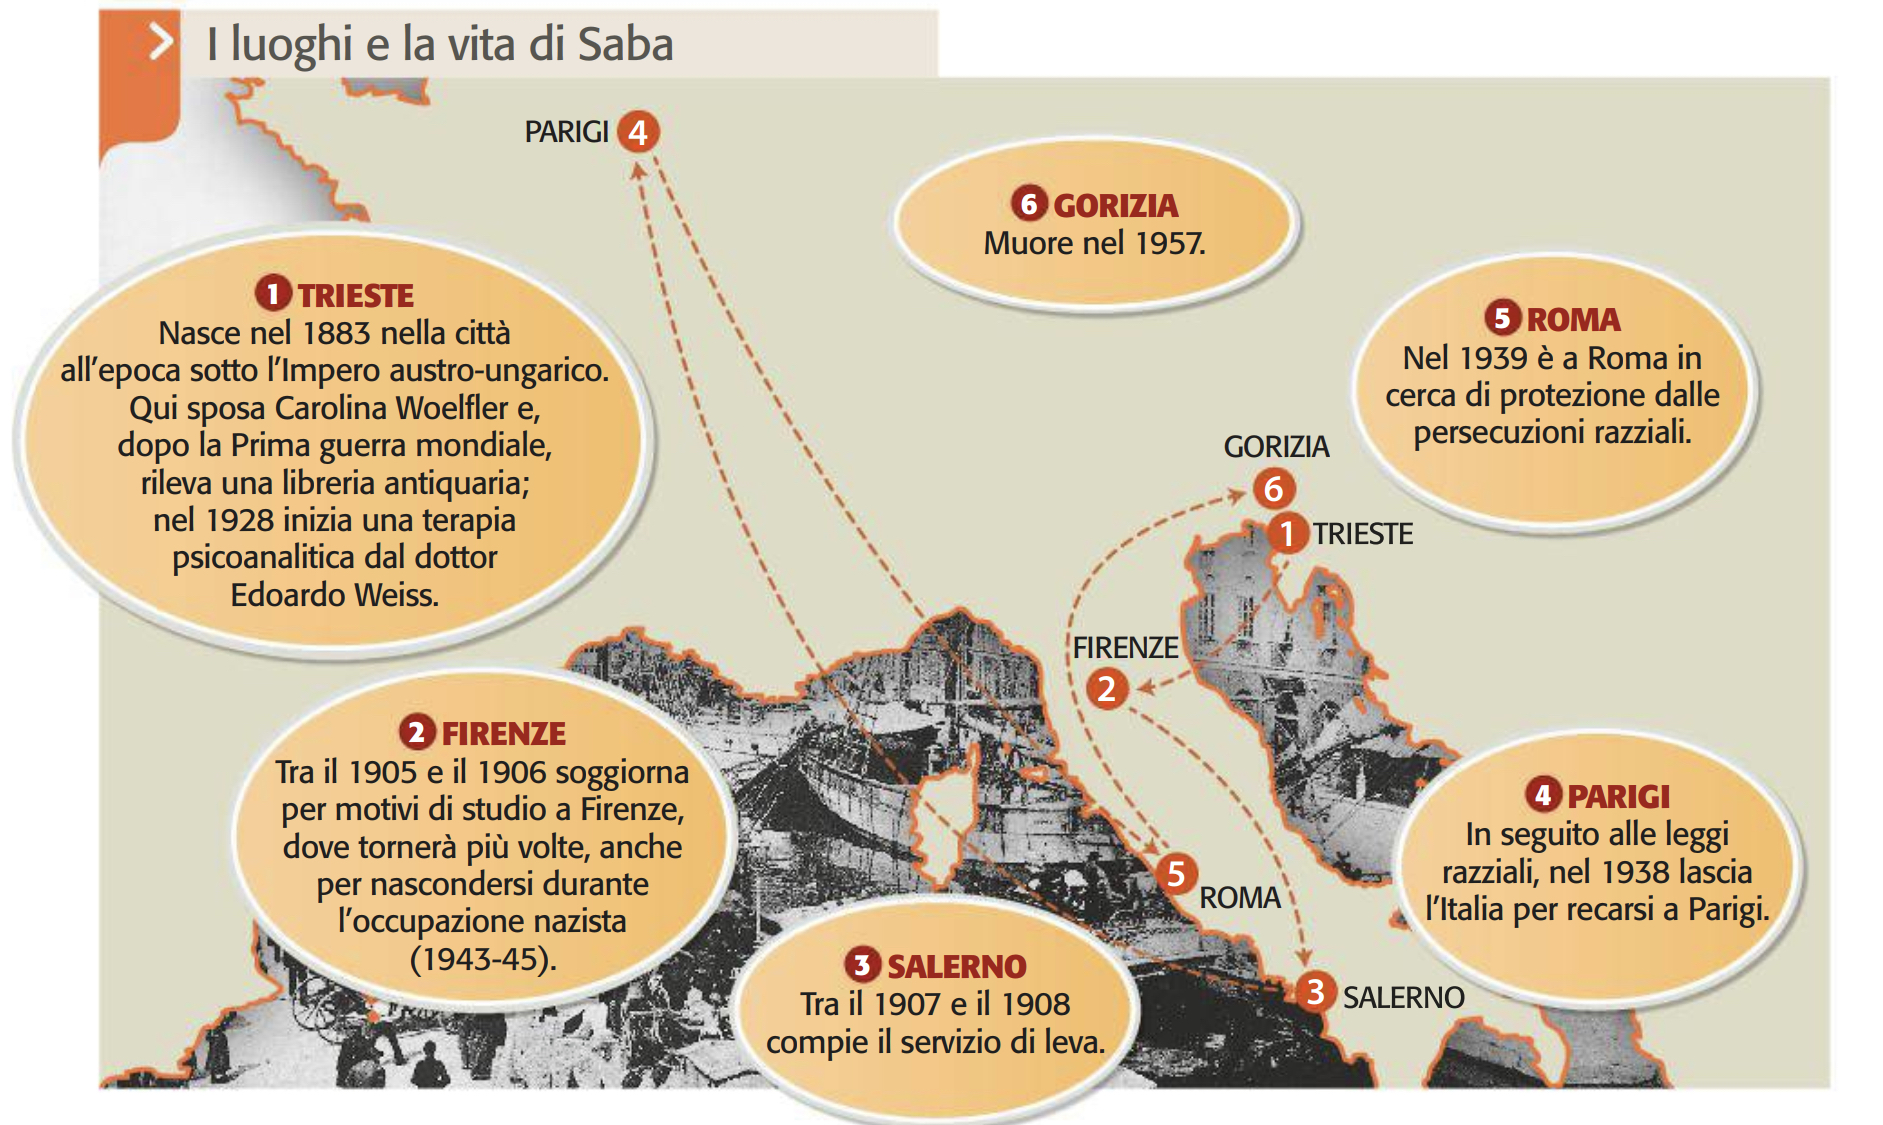 I luoghi e la vita di Saba
PARIGI 4
6 GORIZIA
Muore nel 1957.
1 TRIESTE
Nasce nel 1883 nella città
all'epoca sotto l'Impero austro-ungarico.
Qui sposa Carolina Woelfler e,
dopo la Prima guerra mondiale,
rileva una libreria antiquaria;
nel 1928 inizia una terapia
psicoanalitica dal dottor
Edoardo Weiss.
5 ROMA
Nel 1939 è a Roma in
cerca di protezione dalle
persecuzioni razziali.
GORIZIA
6
1 TRIESTE
FIRENZE
2
2 FIRENZE
Tra il 1905 e il 1906 soggiorna
per motivi di studio a Firenze,
dove tornerà più volte, anche
per nascondersi durante
l'occupazione nazista
(1943-45).
4 PARIGI
In seguito alle leggi
razziali, nel 1938 lascia
l'Italia per recarsi a Parigi.
5
ROMA
3 SALERNO
Tra il 1907 e il 1908
compie il servizio di leva.
3 SALERNO